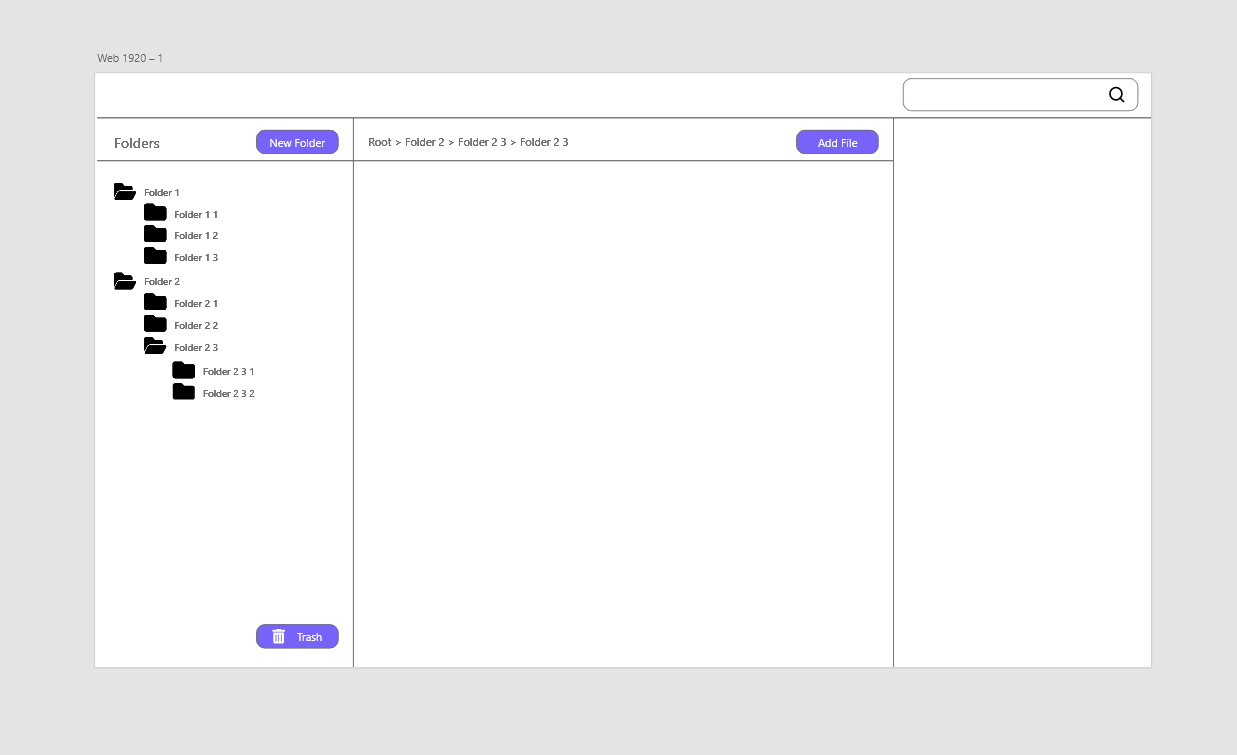 Web 1920 – 1
Folders
New Folder
Root > Folder 2 > Folder 2 3 > Folder 2 3
Add File
Folder 1
Folder 1 1
Folder 1 2
Folder 1 3
Folder 2
Folder 2 1
Folder 2 2
Folder 2 3
Folder 2 3 1
Folder 2 3 2
Trash